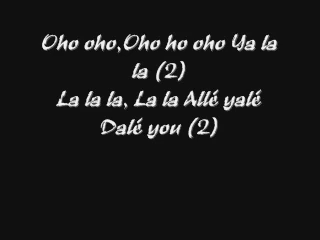 Oho oho,Oho ho oho Ya la
la (2)
La la la, La la Allé yalé
Dalé you (2)